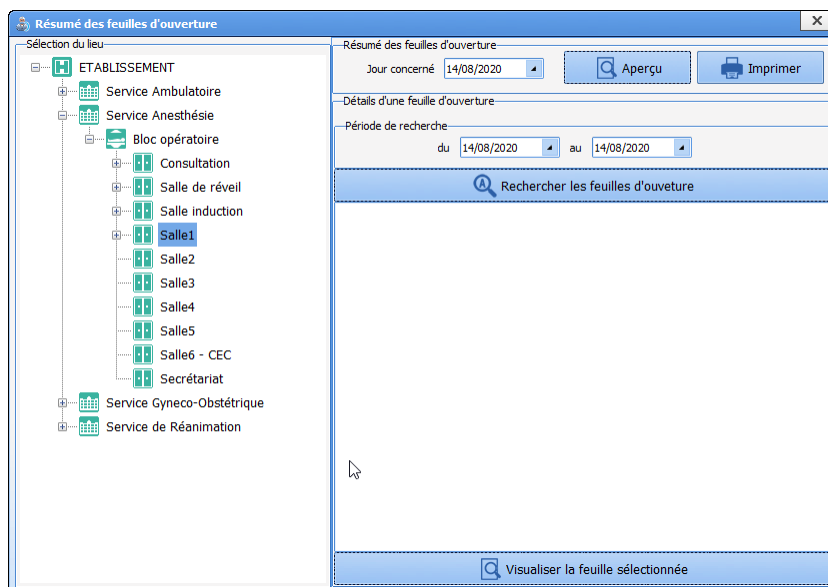 Résumé des feuilles d'ouverture
Sélection du lieu
ETABLISSEMENT
Service Ambulatoire
Service Anesthésie
Bloc opératoire
Consultation
Salle de réveil
Salle induction
Salle1
Salle2
Salle3
Salle4
Salle5
Salle6 - CEC
Secrétariat
Service Gyneco-Obstétrique
Service de Réanimation
Résumé des feuilles d'ouverture
Jour concerné 14/08/2020 Aperçu Imprimer
Détails d'une feuille d'ouverture
Période de recherche
du 14/08/2020 au 14/08/2020
Rechercher les feuilles d'ouveture
Visualiser la feuille sélectionnée